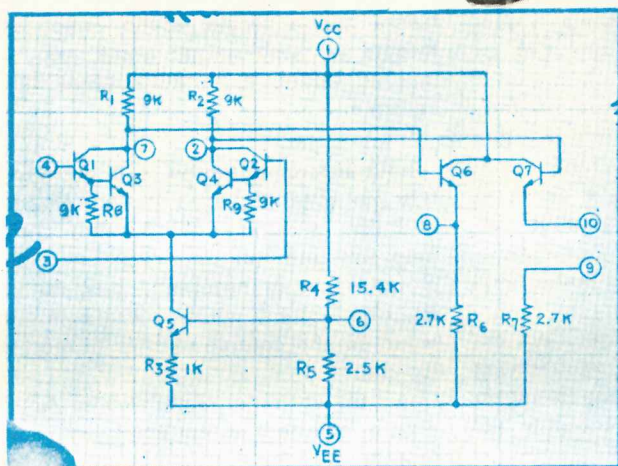 VCC
1
R1 9K R2 9K
4 Q1 7 2 Q2
Q3 Q4 Q6 Q7
9K R8 R9 9K
8 10
3 9
R4 15.4K
Q5 6 2.7K R6 R7 2.7K
R3 1K R5 2.5K
5
VEE